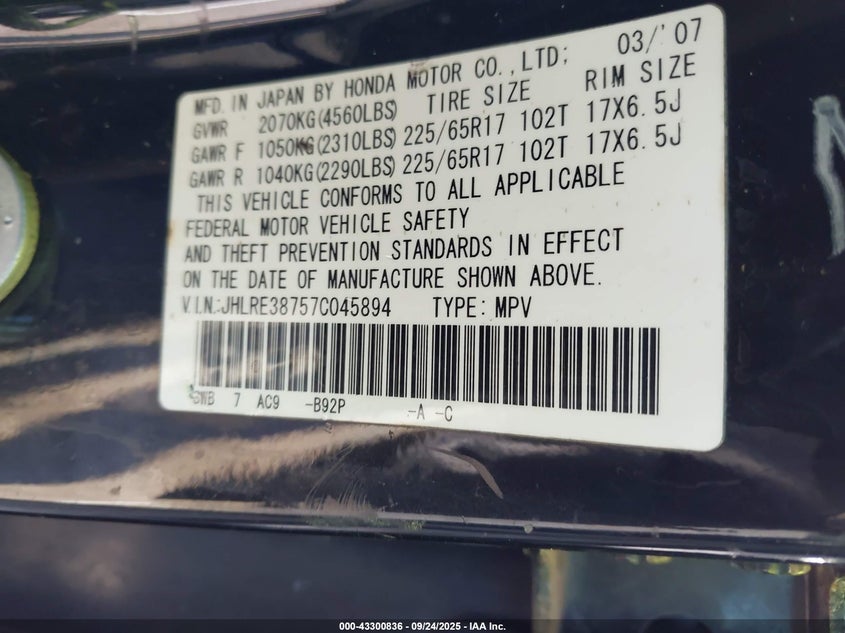 MFD. IN JAPAN BY HONDA MOTOR CO.,LTD; 03/'07
GVWR 2070KG(4560LBS) TIRE SIZE RIM SIZE
GAWR F 1050KG(2310LBS) 225/65R17 102T 17X6.5J
GAWR R 1040KG(2290LBS) 225/65R17 102T 17X6.5J
THIS VEHICLE CONFORMS TO ALL APPLICABLE
FEDERAL MOTOR VEHICLE SAFETY
AND THEFT PREVENTION STANDARDS IN EFFECT
ON THE DATE OF MANUFACTURE SHOWN ABOVE.
V.I.N.:JHLRE38757C045894 TYPE: MPV
SWB 7 AC9 -B92P -A -C
000-43300836 - 09/24/2025 - IAA Inc.